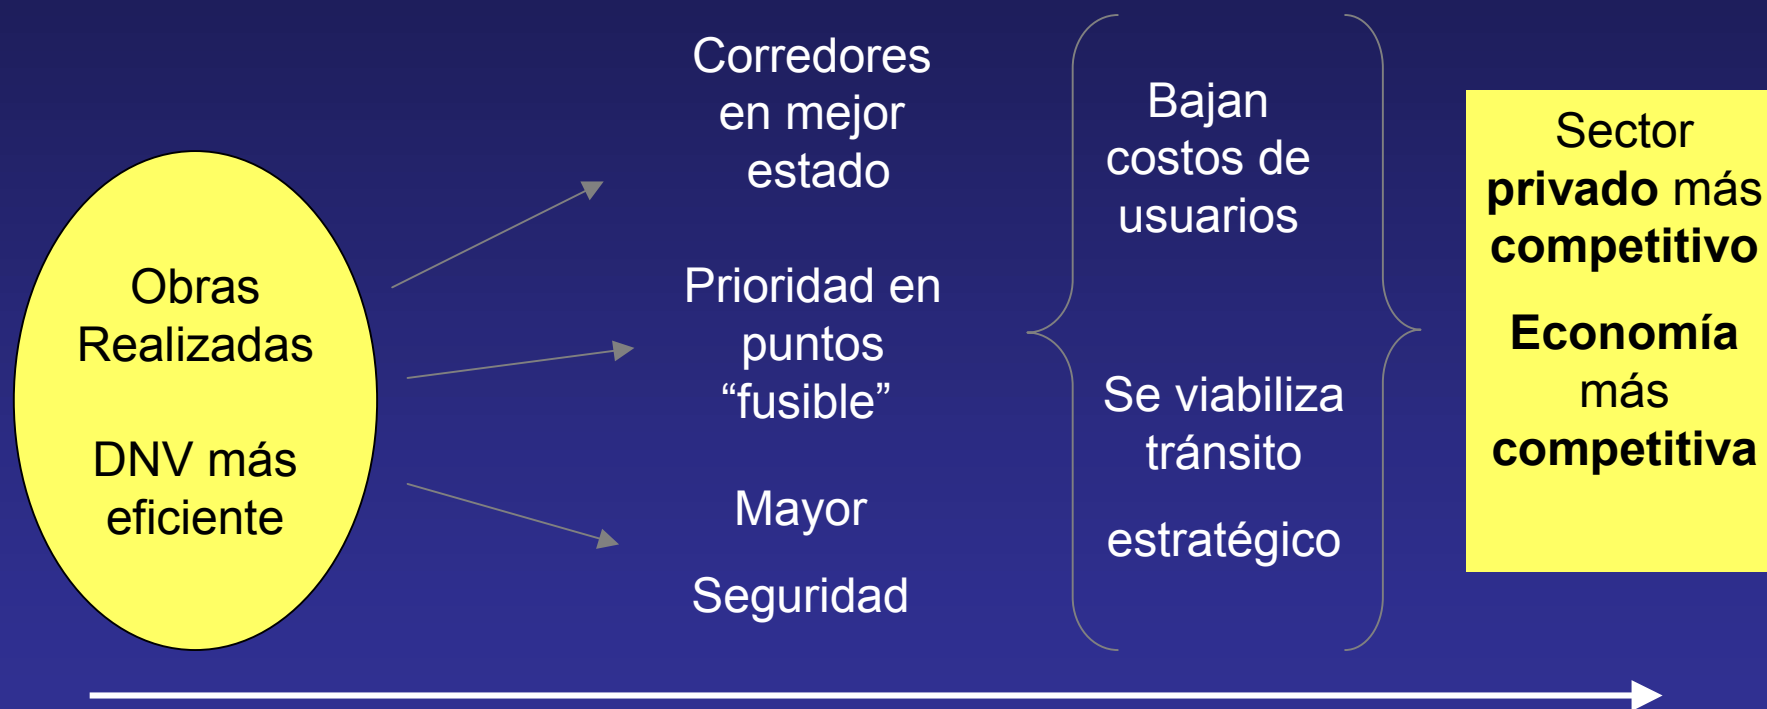 Obras
Realizadas
DNV más
eficiente
Corredores
en mejor
estado
Prioridad en
puntos
“fusible”
Mayor
Seguridad
Bajan
costos de
usuarios
Se viabiliza
tránsito
estratégico
Sector
privado más
competitivo
Economía
más
competitiva